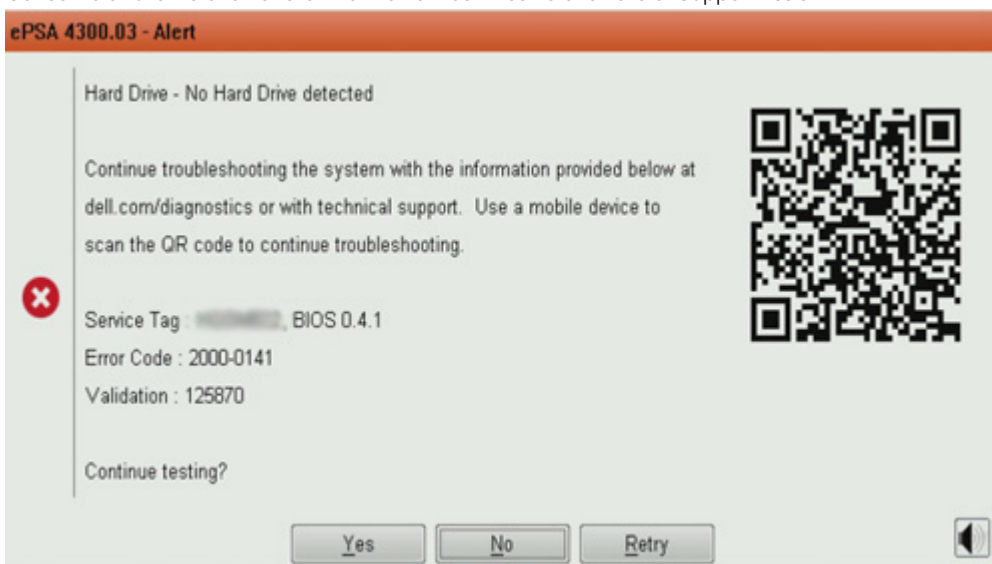 ePSA 4300.03 - Alert
Hard Drive - No Hard Drive detected
Continue troubleshooting the system with the information provided below at
dell.com/diagnostics or with technical support. Use a mobile device to
scan the QR code to continue troubleshooting.
Service Tag : , BIOS 0.4.1
Error Code : 2000-0141
Validation : 125870
Continue testing?
Yes No Retry